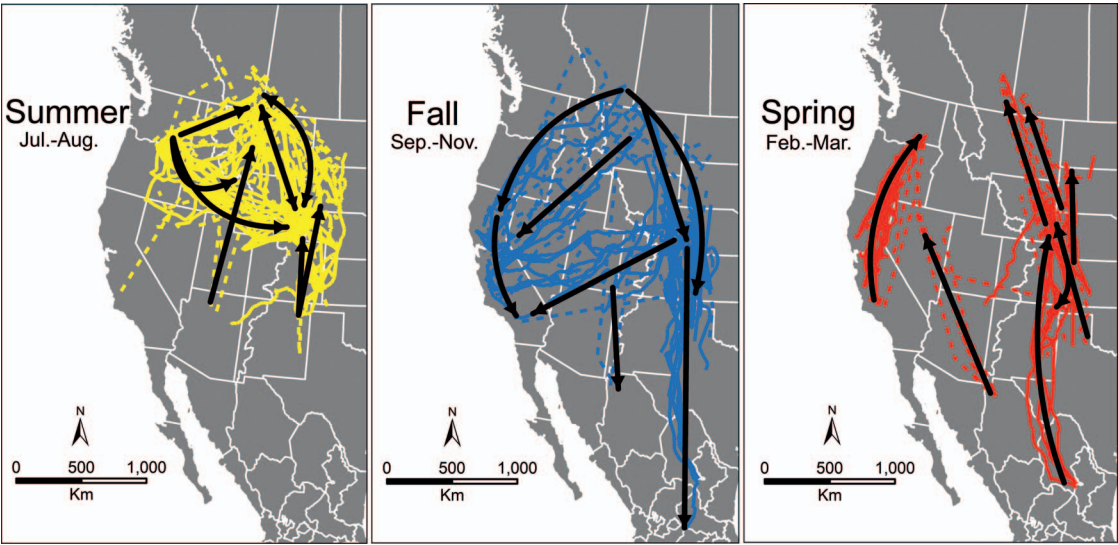 Summer
Jul.-Aug.
N
0 500 1,000
Km
Fall
Sep.-Nov.
N
0 500 1,000
Km
Spring
Feb.-Mar.
N
0 500 1,000
Km